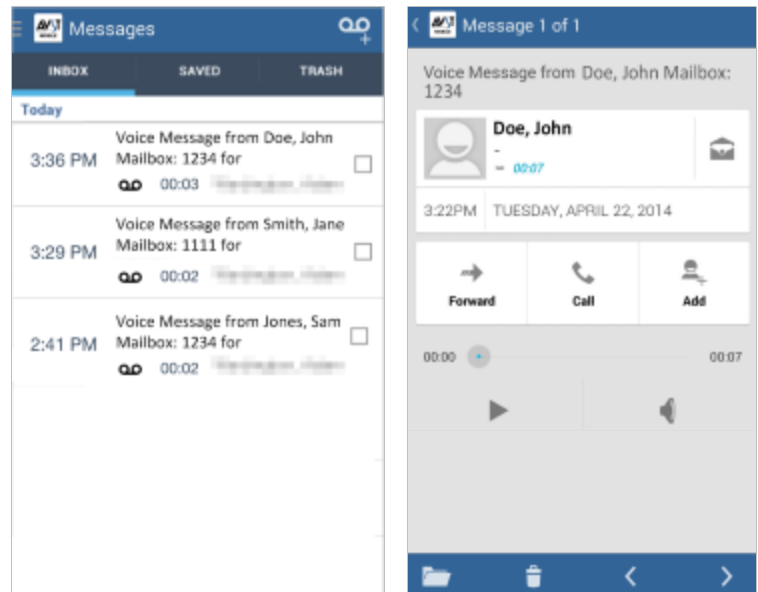 Messages
INBOX SAVED TRASH
Today
3:36 PM
Voice Message from Doe, John
Mailbox: 1234 for
00:03
3:29 PM
Voice Message from Smith, Jane
Mailbox: 1111 for
00:02
2:41 PM
Voice Message from Jones, Sam
Mailbox: 1234 for
00:02
Message 1 of 1
Voice Message from Doe, John Mailbox:
1234
Doe, John
-
– 00:07
3:22PM TUESDAY, APRIL 22, 2014
Forward Call Add
00:00 00:07